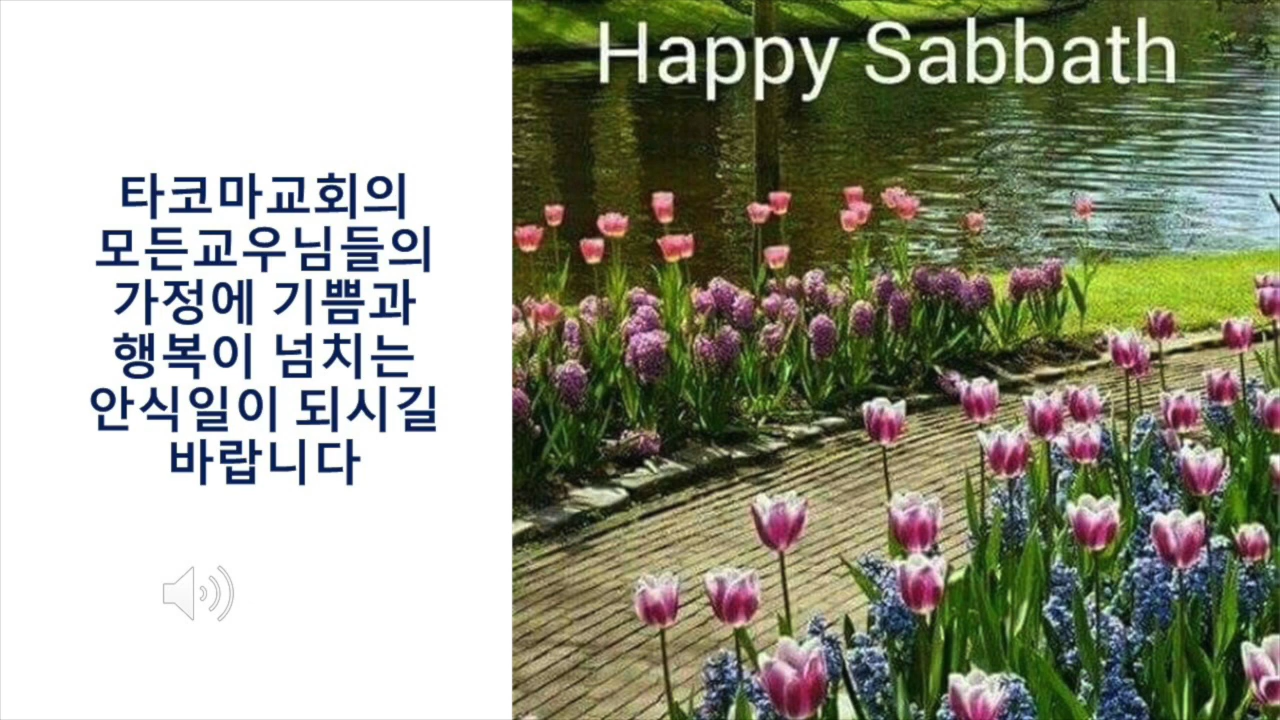 타코마교회의
모든교우님들의
가정에 기쁨과
행복이 넘치는
안식일이 되시길
바랍니다
Happy Sabbath